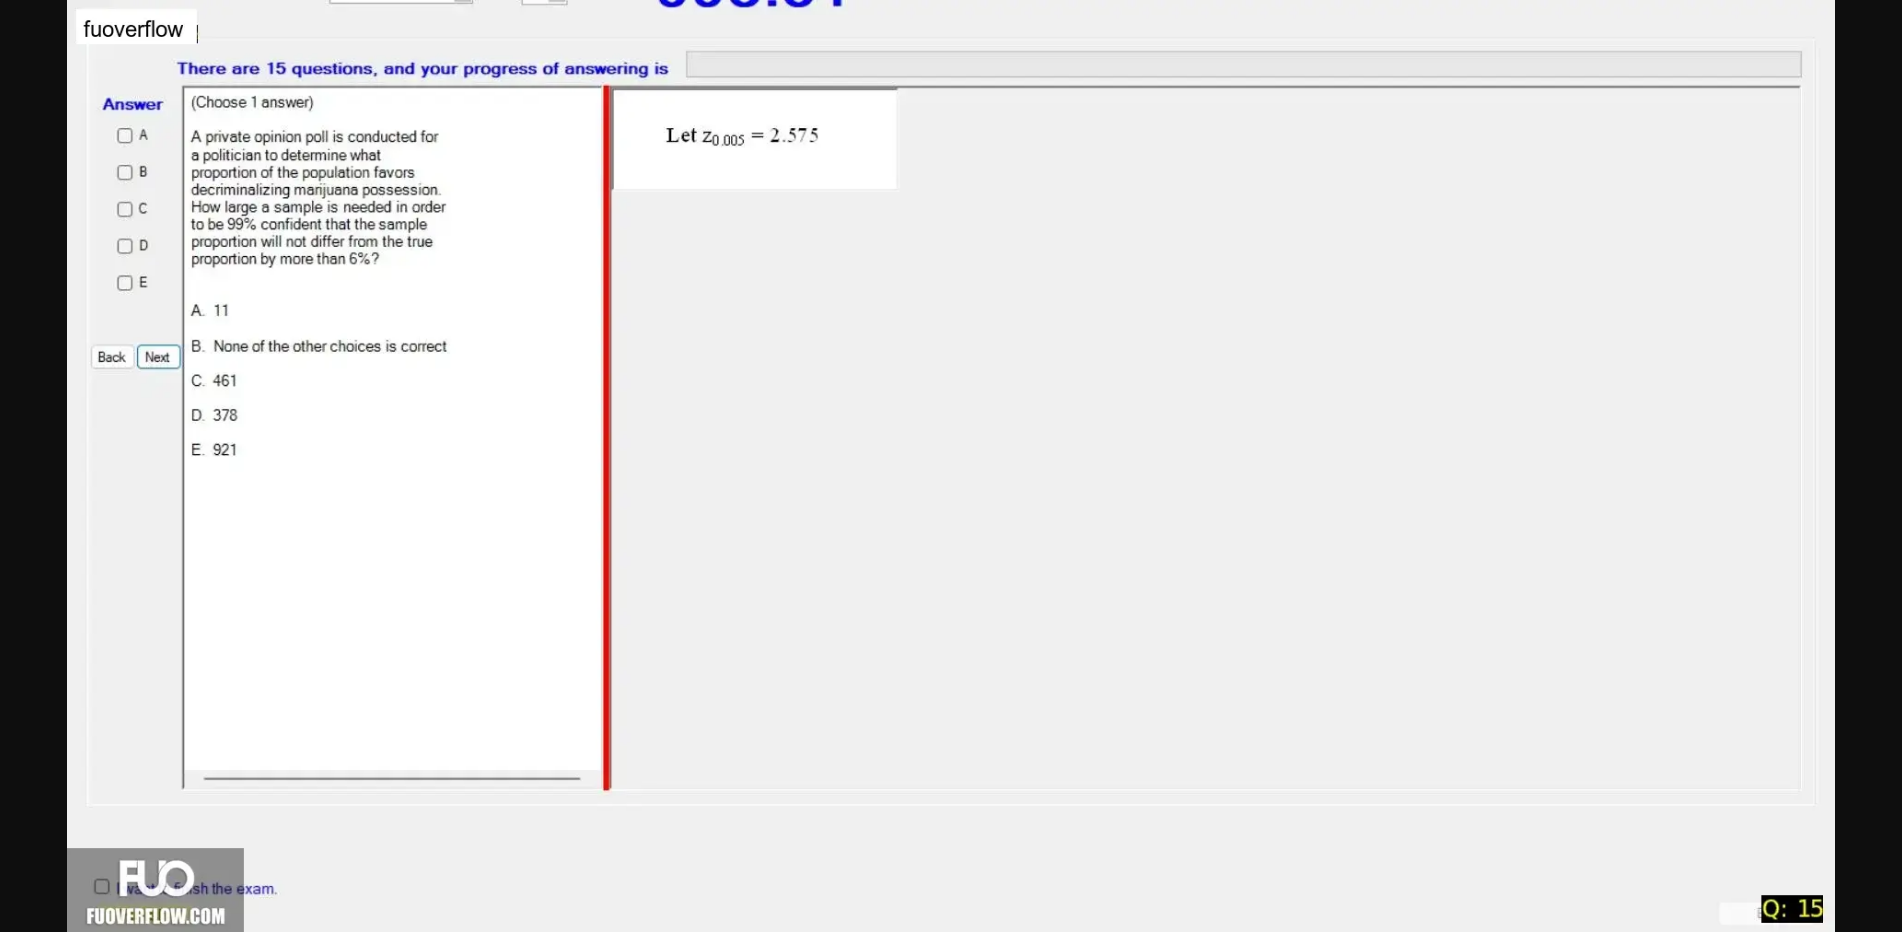 fuoverflow
There are 15 questions, and your progress of answering is
Answer
(Choose 1 answer)
A
B
C
D
E
Back
Next
A private opinion poll is conducted for
a politician to determine what
proportion of the population favors
decriminalizing marijuana possession.
How large a sample is needed in order
to be 99% confident that the sample
proportion will not differ from the true
proportion by more than 6%?
A. 11
B. None of the other choices is correct
C. 461
D. 378
E. 921
Let z0.005 = 2.575
FUO
the exam.
FUOVERFLOW.COM
Q: 15